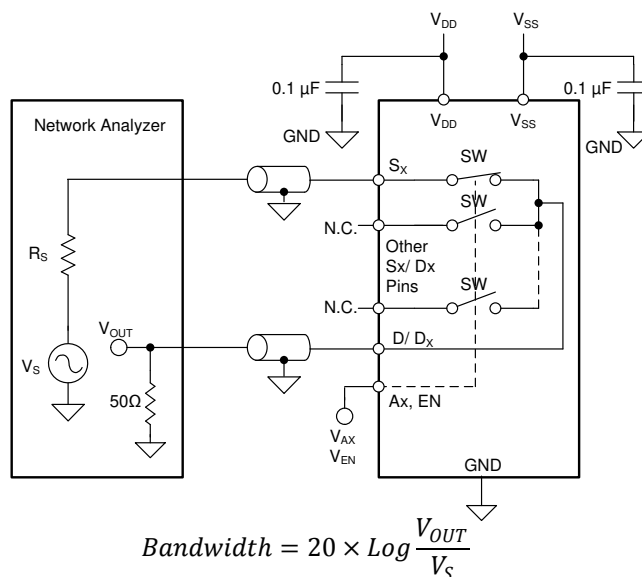 V_DD
V_SS
0.1 µF
0.1 µF
GND
V_DD
V_SS
GND
Network Analyzer
S_X
SW
N.C.
SW
R_S
Other
Sx/ Dx
Pins
N.C.
SW
V_OUT
D/ D_X
V_S
50Ω
Ax, EN
V_AX
V_EN
GND
Bandwidth = 20 × Log V_OUT / V_S